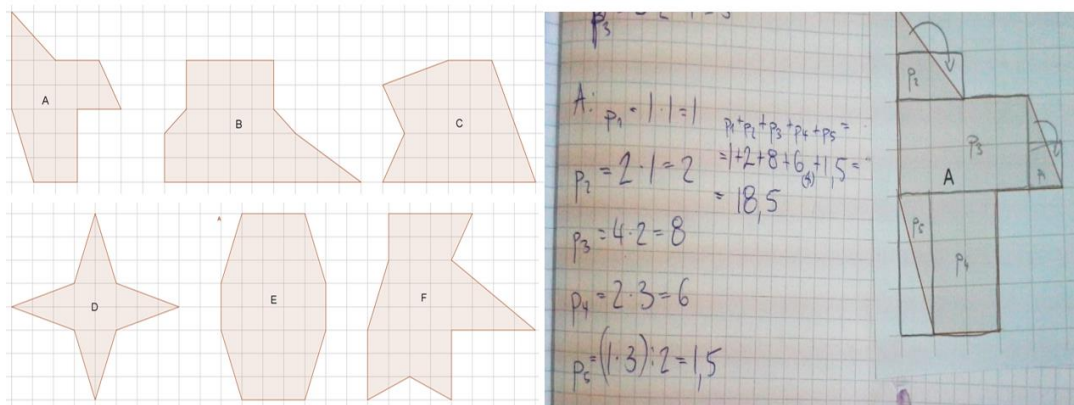 A
B
C
D
E
F
A:
p₁ = 1·1=1
p₁+p₂+p₃+p₄+p₅=
=1+2+8+6+1,5=
= 18,5
p₂ = 2·1=2
p₃ = 4·2=8
p₄ = 2·3=6
p₅=(1·3):2=1,5
p₂
p₃
A
A
p₅
p₄